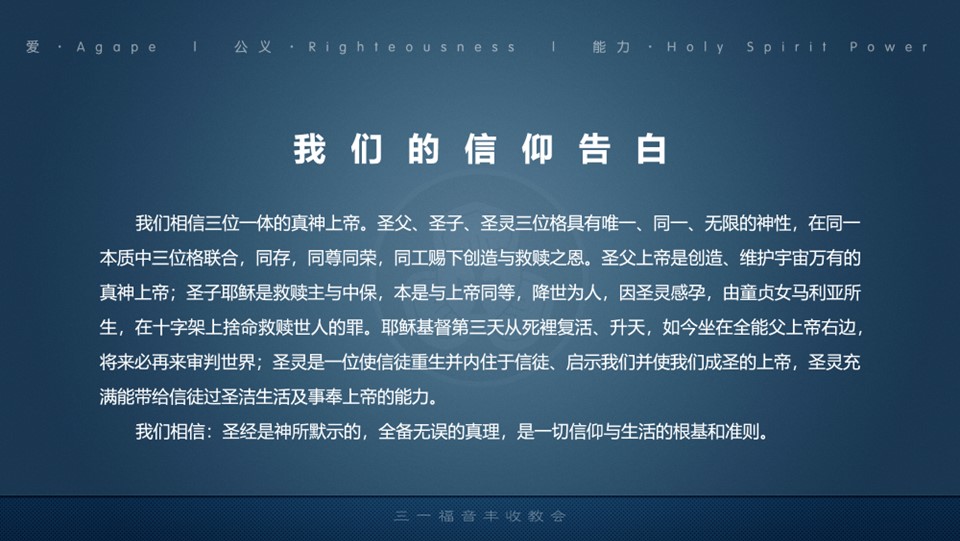 爱·Agape | 公义·Righteousness | 能力·Holy Spirit Power
我们的信仰告白
我们相信三位一体的真神上帝。圣父、圣子、圣灵三位格具有唯一、同一、无限的神性，在同一
本质中三位格联合，同存，同尊同荣，同工赐下创造与救赎之恩。圣父上帝是创造、维护宇宙万有的
真神上帝；圣子耶稣是救赎主与中保，本是与上帝同等，降世为人，因圣灵感孕，由童贞女马利亚所
生，在十字架上捨命救赎世人的罪。耶稣基督第三天从死裡复活、升天，如今坐在全能父上帝右边，
将来必再来审判世界；圣灵是一位使信徒重生并内住于信徒、启示我们并使我们成圣的上帝，圣灵充
满能带给信徒过圣洁生活及事奉上帝的能力。
我们相信：圣经是神所默示的，全备无误的真理，是一切信仰与生活的根基和准则。
三一福音丰收教会